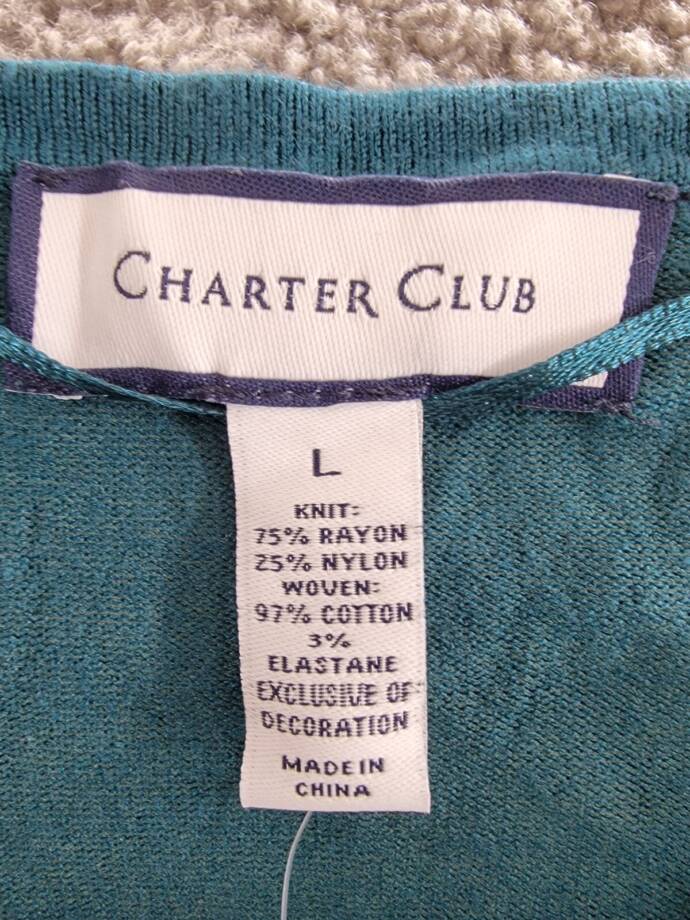 CHARTER CLUB
L
KNIT:
75% RAYON
25% NYLON
WOVEN:
97% COTTON
3%
ELASTANE
EXCLUSIVE OF
DECORATION
MADE IN
CHINA